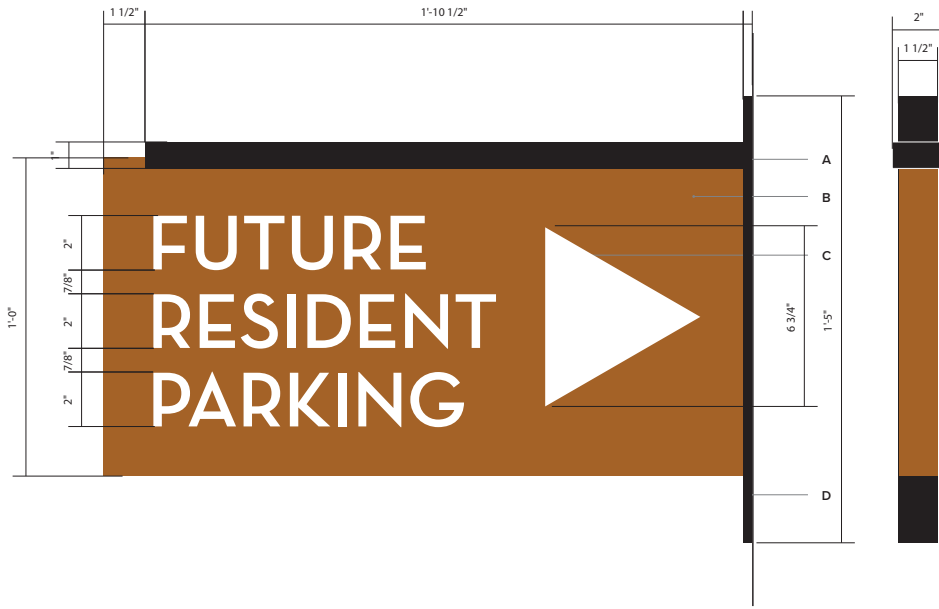 1 1/2"
1'-10 1/2"
2"
1 1/2"
1"
A
B
FUTURE
2"
C
7/8"
RESIDENT
2"
1'-0"
6 3/4"
1'-5"
7/8"
PARKING
2"
D